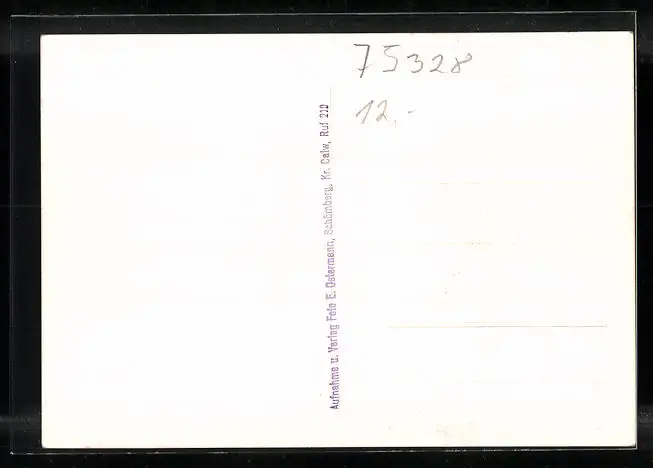 75328
12,-
Aufnahme u. Verlag Foto E. Ostermann, Schömberg, Kr. Calw, Ruf 210